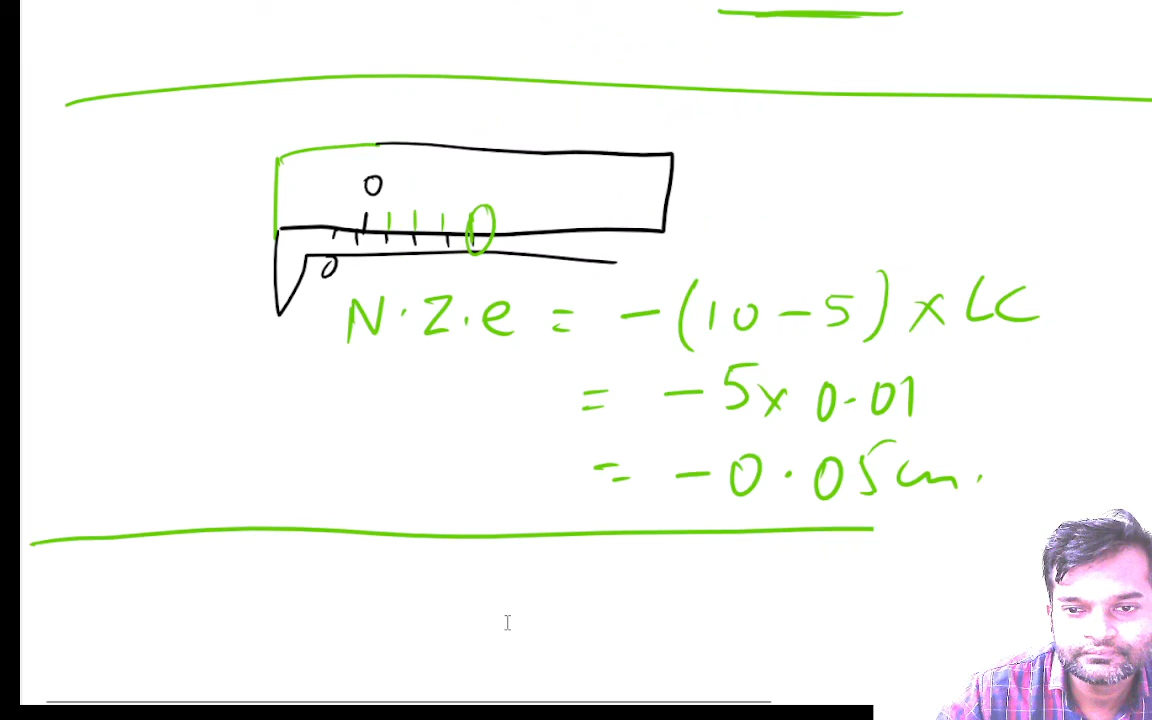 0
0
N.Z.e = -(10-5) × LC
= -5 × 0.01
= -0.05cm.